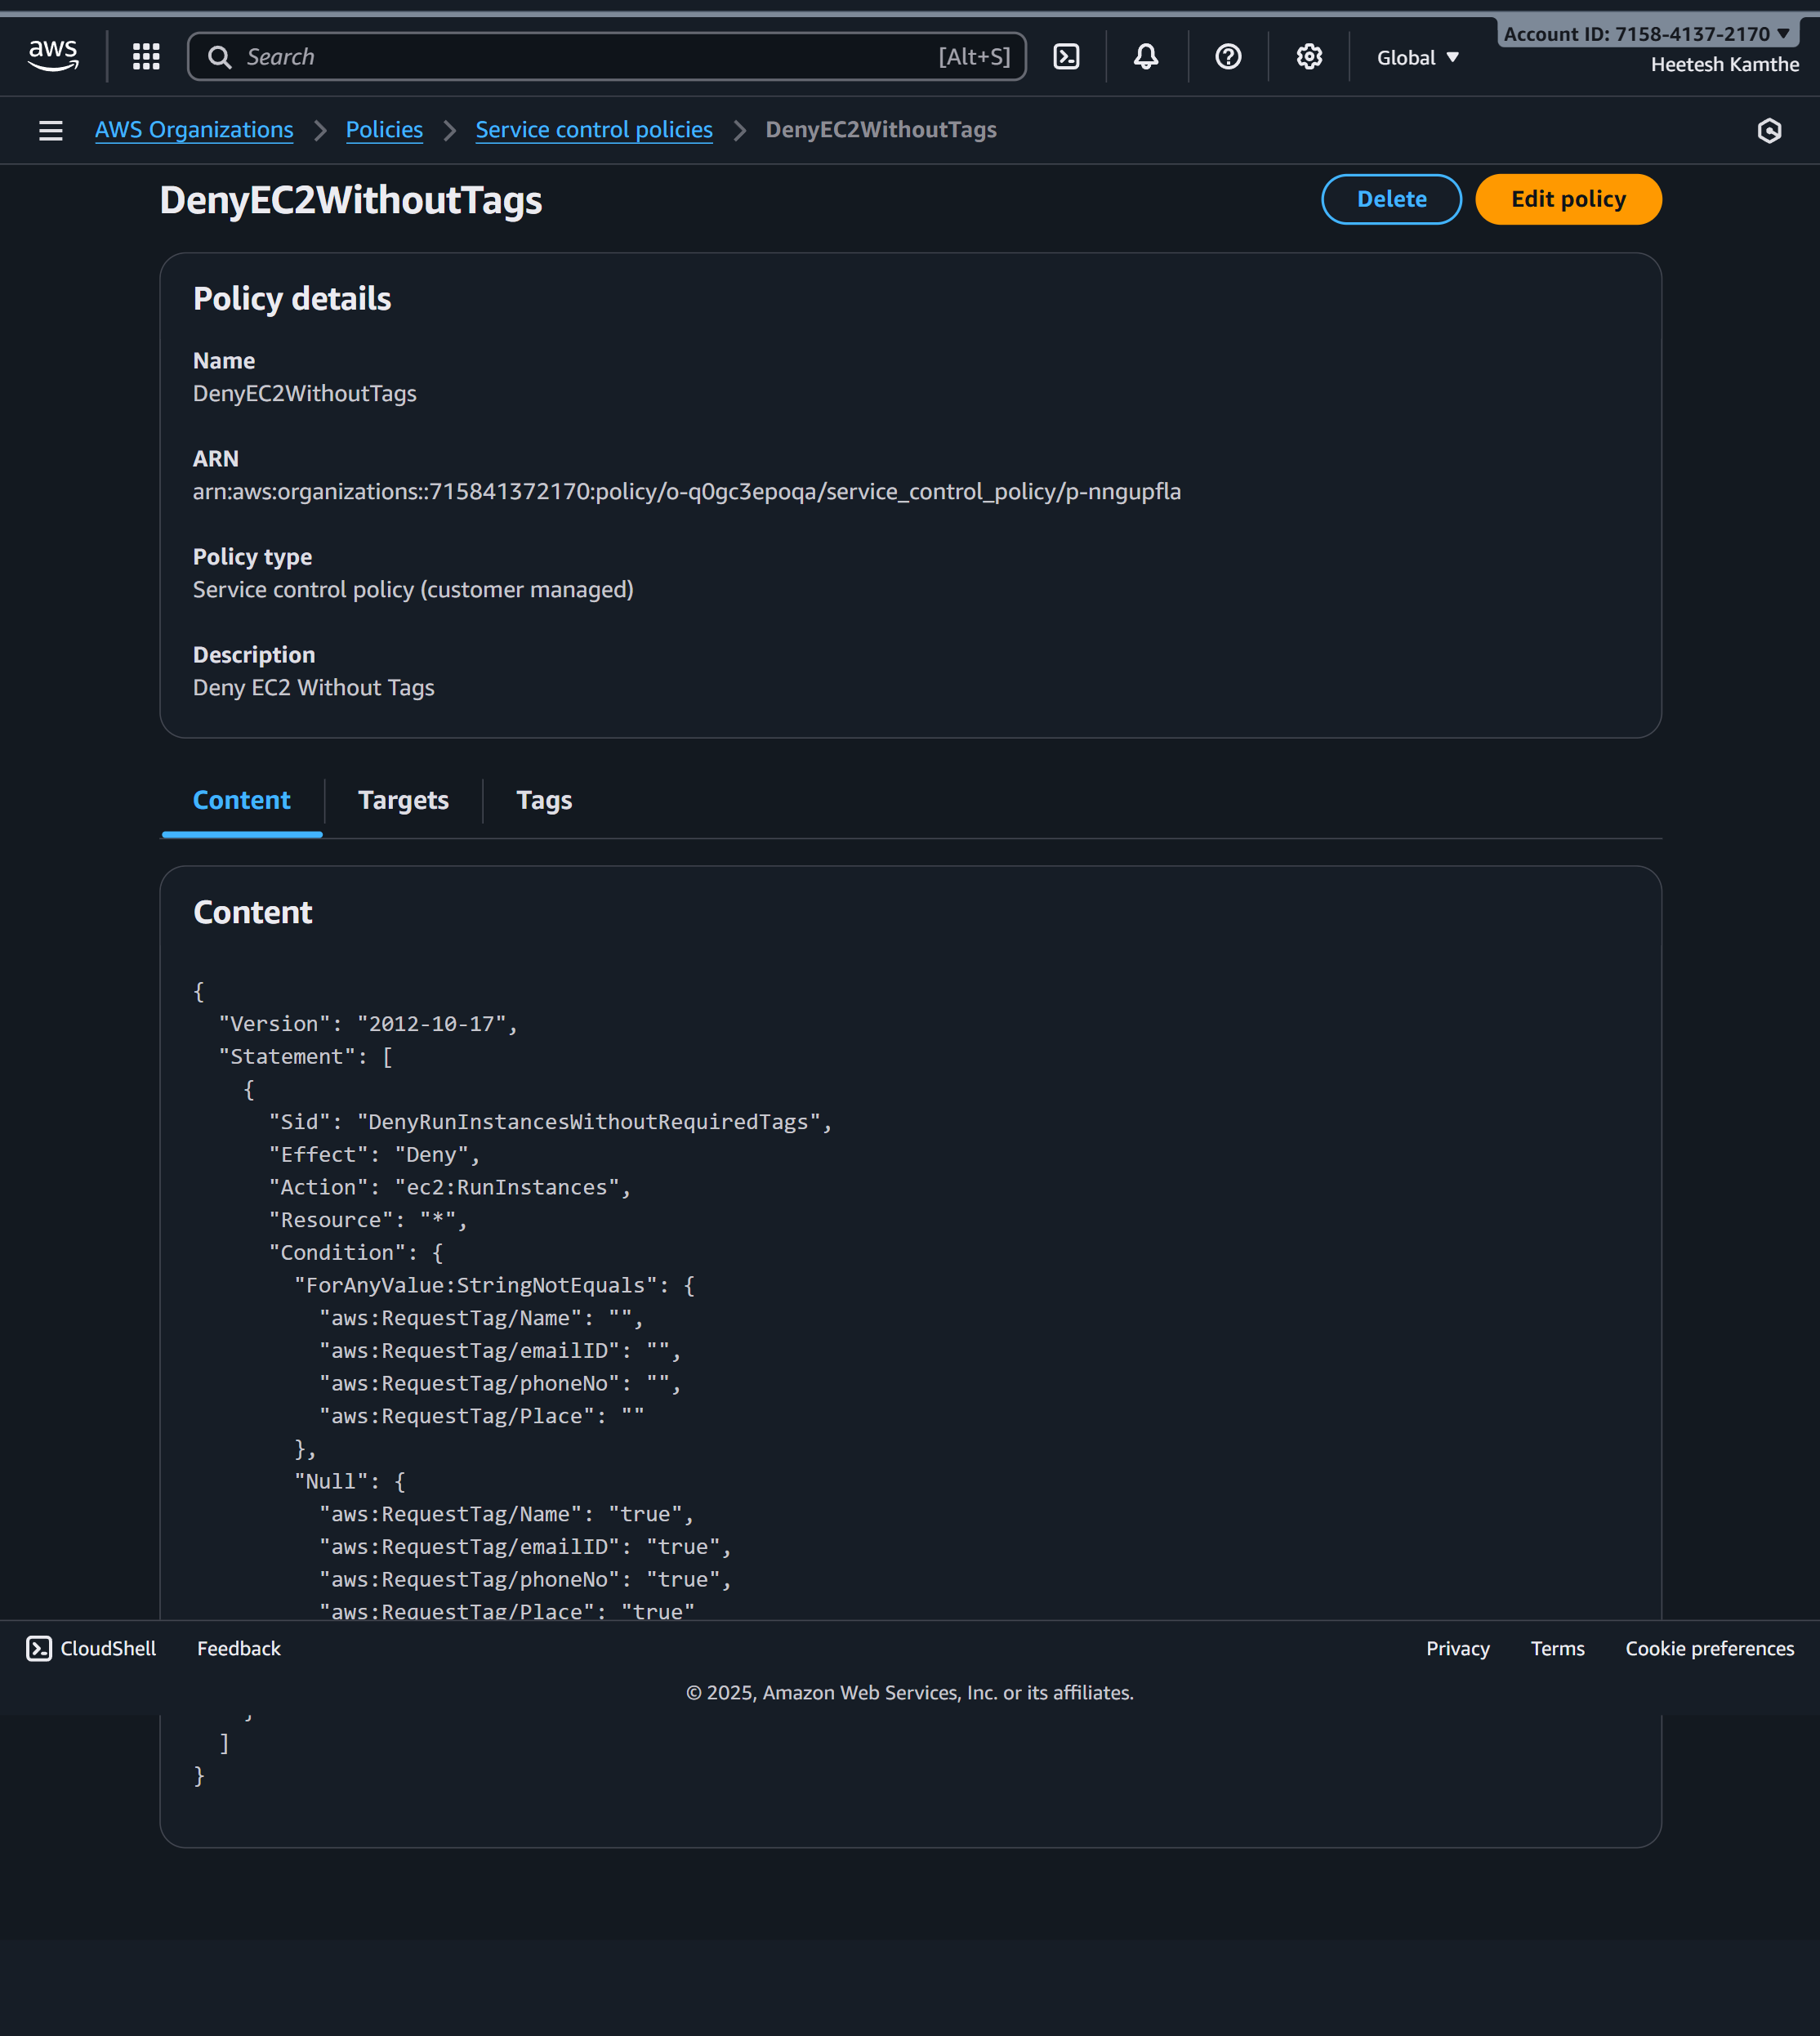 aws
Search [Alt+S]
Global
Account ID: 7158-4137-2170
Heetesh Kamthe
AWS Organizations
Policies
Service control policies
DenyEC2WithoutTags
DenyEC2WithoutTags
Delete
Edit policy
Policy details
Name
DenyEC2WithoutTags
ARN
arn:aws:organizations::715841372170:policy/o-q0gc3epoqa/service_control_policy/p-nngupfla
Policy type
Service control policy (customer managed)
Description
Deny EC2 Without Tags
Content
Targets
Tags
Content
{
  "Version": "2012-10-17",
  "Statement": [
    {
      "Sid": "DenyRunInstancesWithoutRequiredTags",
      "Effect": "Deny",
      "Action": "ec2:RunInstances",
      "Resource": "*",
      "Condition": {
        "ForAnyValue:StringNotEquals": {
          "aws:RequestTag/Name": "",
          "aws:RequestTag/emailID": "",
          "aws:RequestTag/phoneNo": "",
          "aws:RequestTag/Place": ""
        },
        "Null": {
          "aws:RequestTag/Name": "true",
          "aws:RequestTag/emailID": "true",
          "aws:RequestTag/phoneNo": "true",
          "aws:RequestTag/Place": "true"
CloudShell
Feedback
Privacy
Terms
Cookie preferences
© 2025, Amazon Web Services, Inc. or its affiliates.
  ]
}